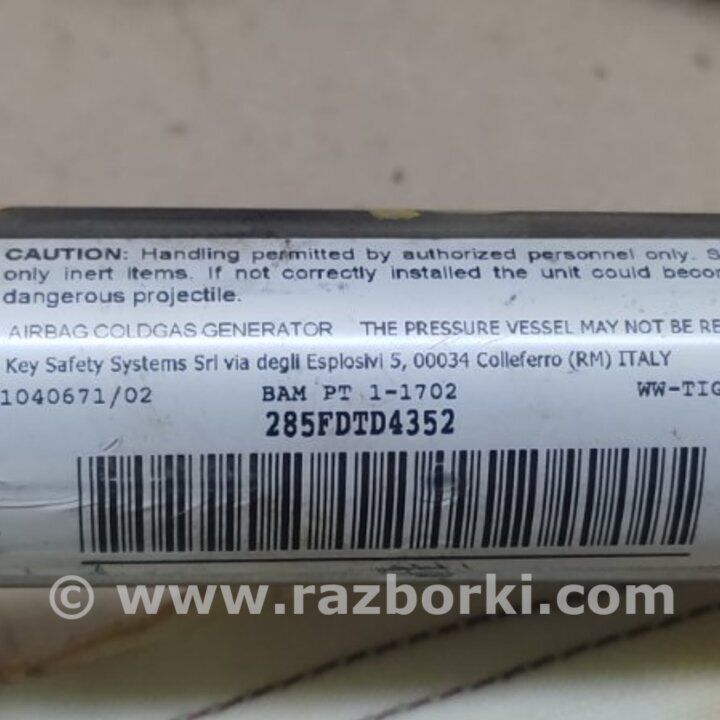 CAUTION: Handling permitted by authorized personnel only.
only inert items. If not correctly installed the unit could
dangerous projectile.
AIRBAG COLDGAS GENERATOR THE PRESSURE VESSEL MAY NOT BE
Key Safety Systems Srl via degli Esplosivi 5, 00034 Colleferro (RM) ITALY
1040671/02 BAM PT 1-1702 WW-TIG
285FDTD4352
© www.razborki.com